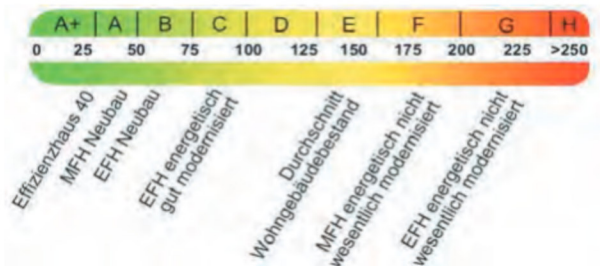 A+ A B C D E F G H
0 25 50 75 100 125 150 175 200 225 >250
Effizienzhaus 40
MFH Neubau
EFH Neubau
EFH energetisch
gut modernisiert
Durchschnitt
Wohngebäudebestand
MFH energetisch nicht
wesentlich modernisiert
EFH energetisch nicht
wesentlich modernisiert